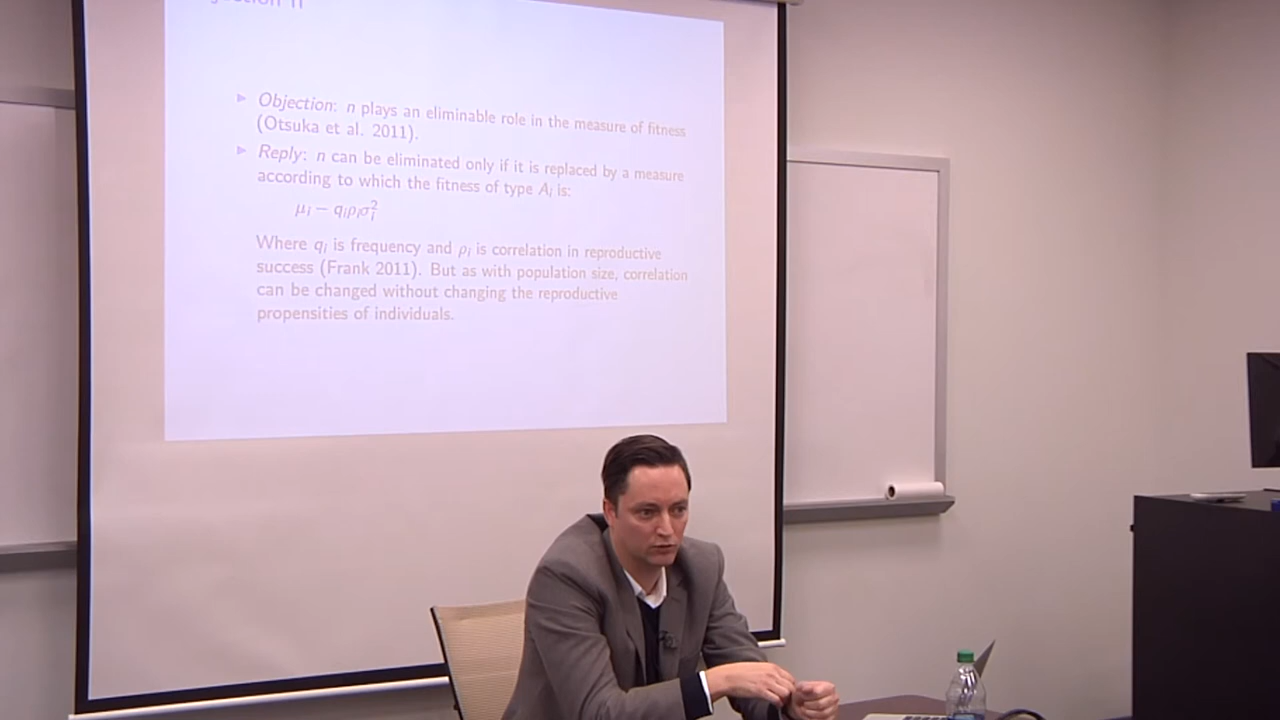 ▶ Objection: n plays an eliminable role in the measure of fitness
(Otsuka et al. 2011).
▶ Reply: n can be eliminated only if it is replaced by a measure
according to which the fitness of type Aᵢ is:
μᵢ − qᵢρᵢσᵢ²
Where qᵢ is frequency and ρᵢ is correlation in reproductive
success (Frank 2011). But as with population size, correlation
can be changed without changing the reproductive
propensities of individuals.